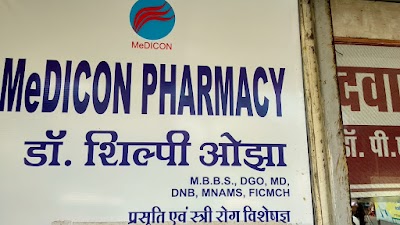 MeDICON
MeDICON PHARMACY
डॉ. शिल्पी ओझा
M.B.B.S., DGO, MD,
DNB, MNAMS, FICMCH
प्रसूति एवं स्त्री रोग विशेषज्ञ
दवा
डॉ. पी.